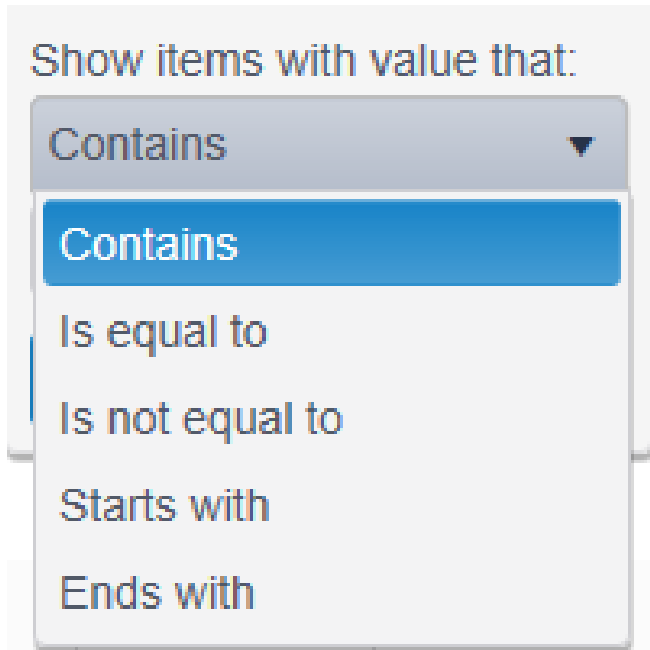 Show items with value that:
Contains
Contains
Is equal to
Is not equal to
Starts with
Ends with